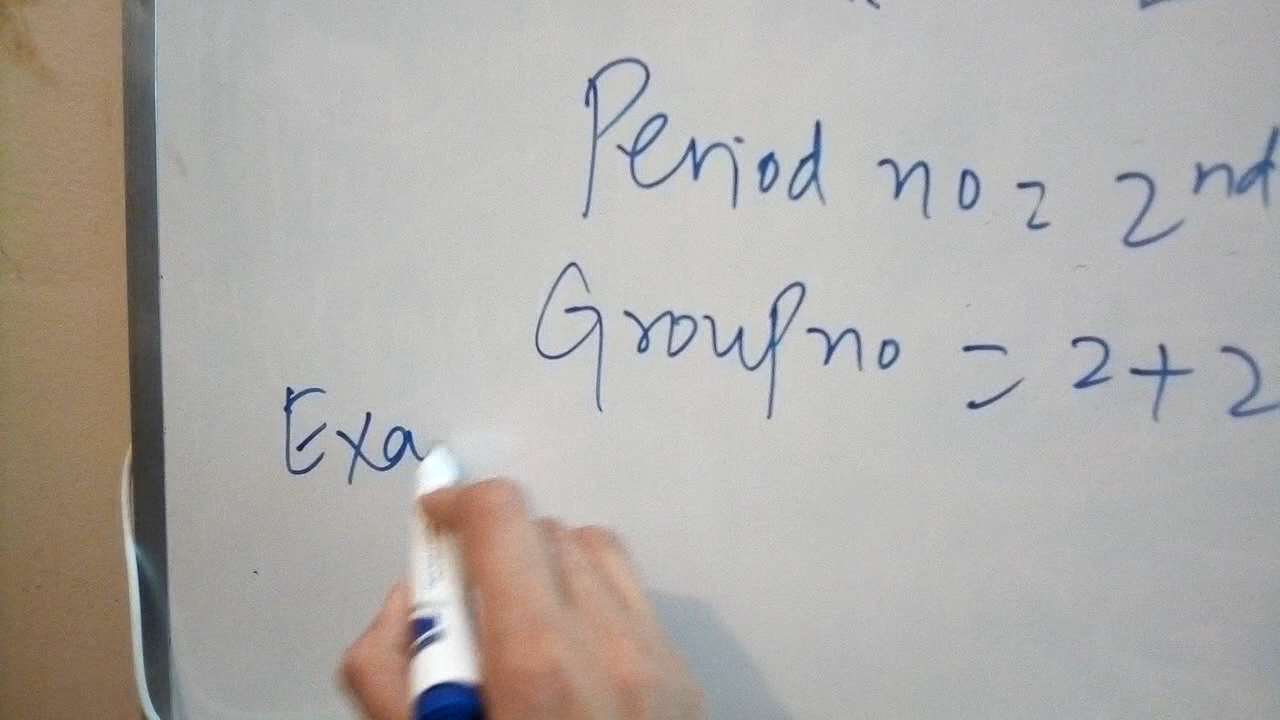 Period no = 2nd
Group no = 2+2
Exa